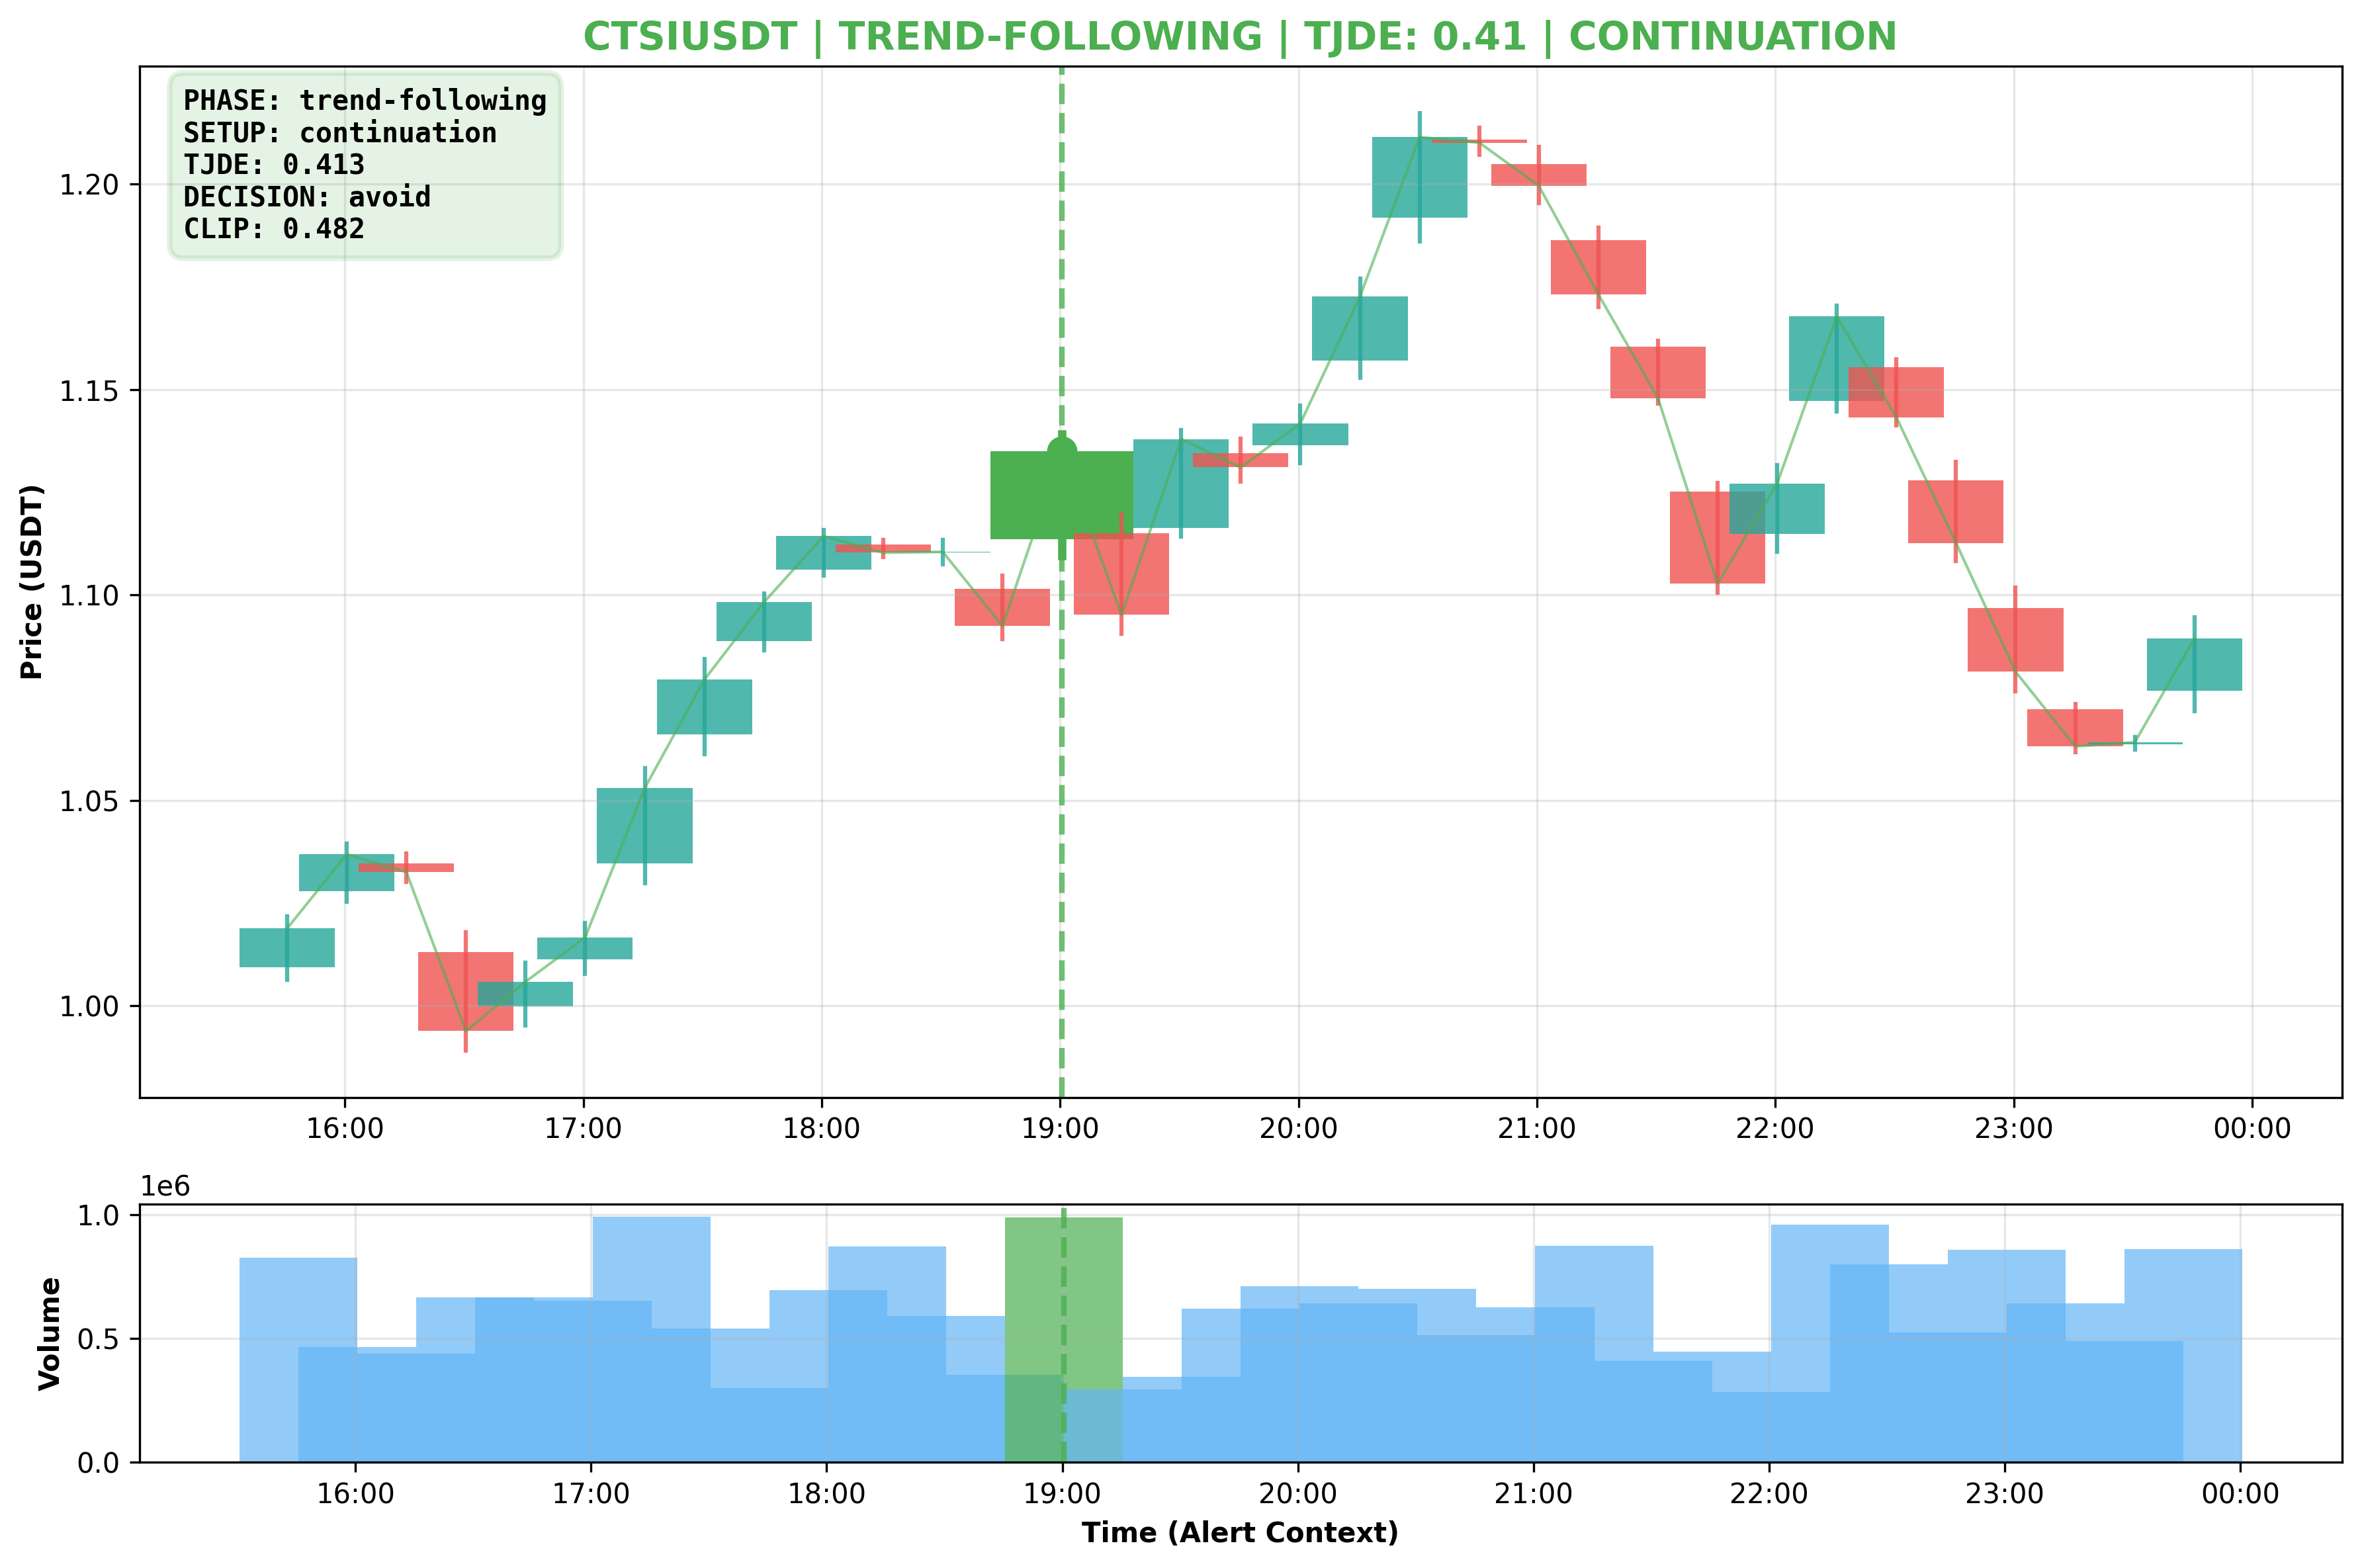 CTSIUSDT | TREND-FOLLOWING | TJDE: 0.41 | CONTINUATION
PHASE: trend-following
SETUP: continuation
TJDE: 0.413
DECISION: avoid
CLIP: 0.482
Price (USDT)
1.20
1.15
1.10
1.05
1.00
16:00 17:00 18:00 19:00 20:00 21:00 22:00 23:00 00:00
1e6
Volume
1.0
0.5
0.0
16:00 17:00 18:00 19:00 20:00 21:00 22:00 23:00 00:00
Time (Alert Context)